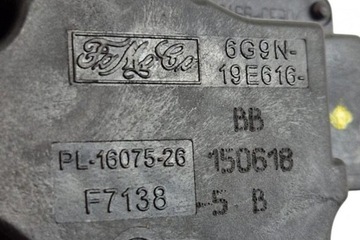 FoMoCo
6G9N-
19E616-
BB
PL-16075-26
150618
F7138
-5 B